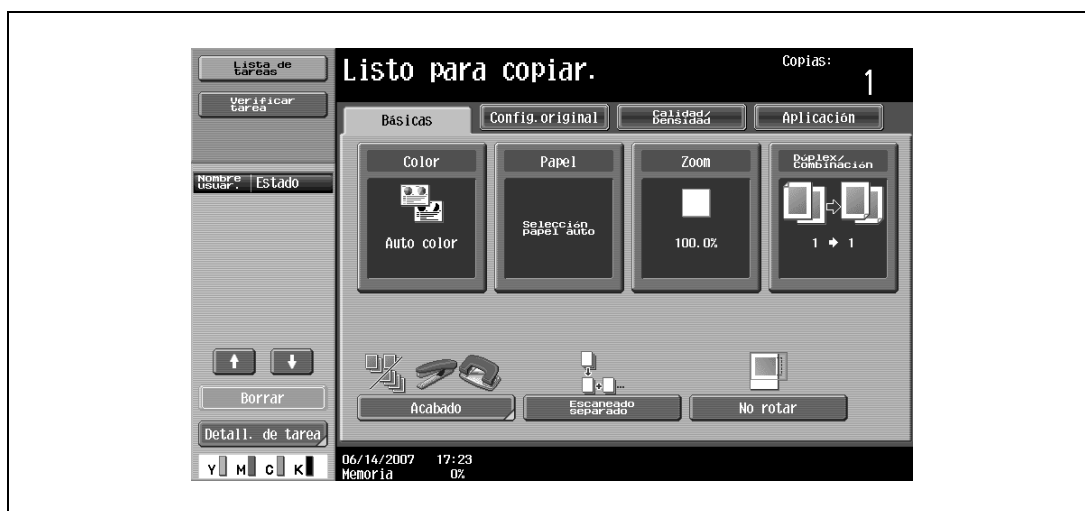 Lista de
tareas
Verificar
tarea
Nombre
usuar.
Estado
Borrar
Detall. de tarea
Y M C K
Listo para copiar.
Copias:
1
Básicas
Config.original
Calidad/
Densidad
Aplicación
Color
Auto color
Papel
Selección
papel auto
Zoom
100.0%
Dúplex/
Combinación
1 → 1
Acabado
Escaneado
separado
No rotar
06/14/2007 17:23
Memoria 0%